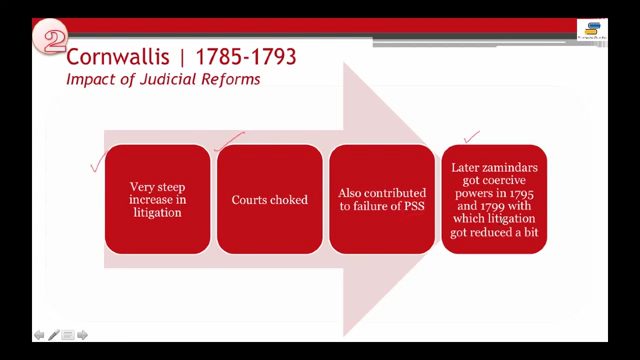 2
Cornwallis | 1785-1793
Impact of Judicial Reforms
Very steep
increase in
litigation
Courts choked
Also contributed
to failure of PSS
Later zamindars
got coercive
powers in 1795
and 1799 with
which litigation
got reduced a bit